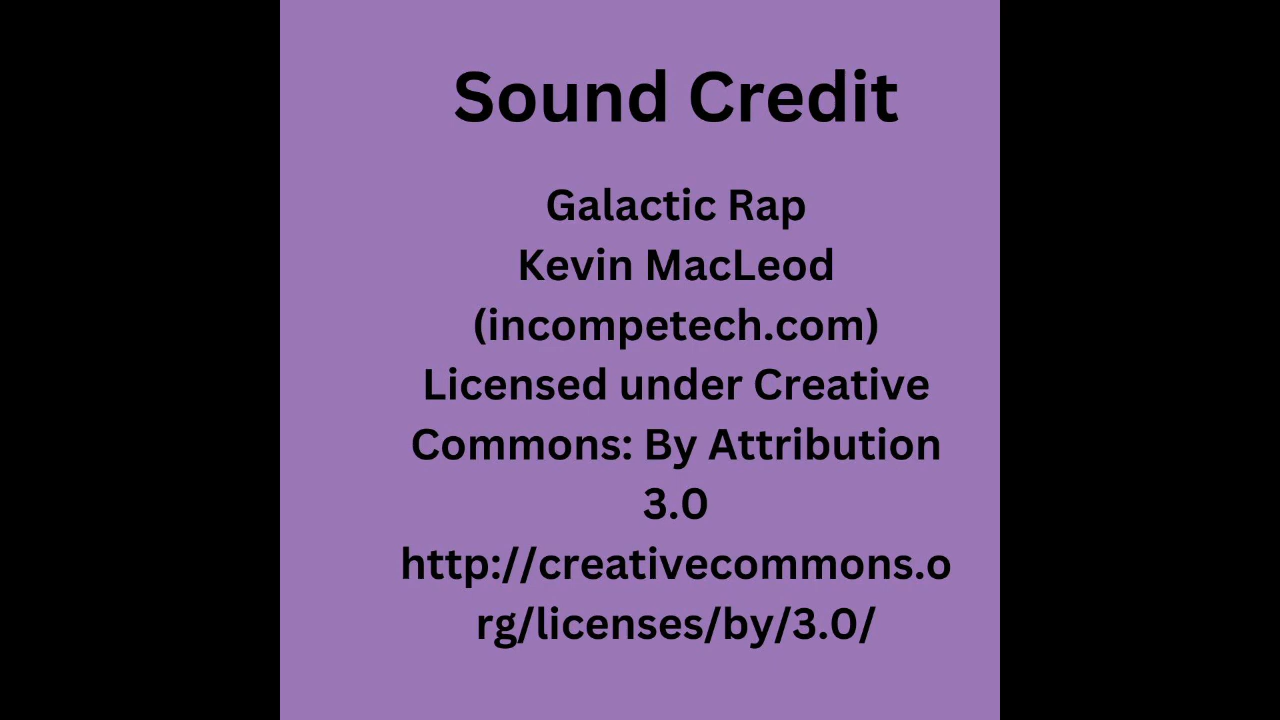 Sound Credit
Galactic Rap
Kevin MacLeod
(incompetech.com)
Licensed under Creative
Commons: By Attribution
3.0
http://creativecommons.o
rg/licenses/by/3.0/